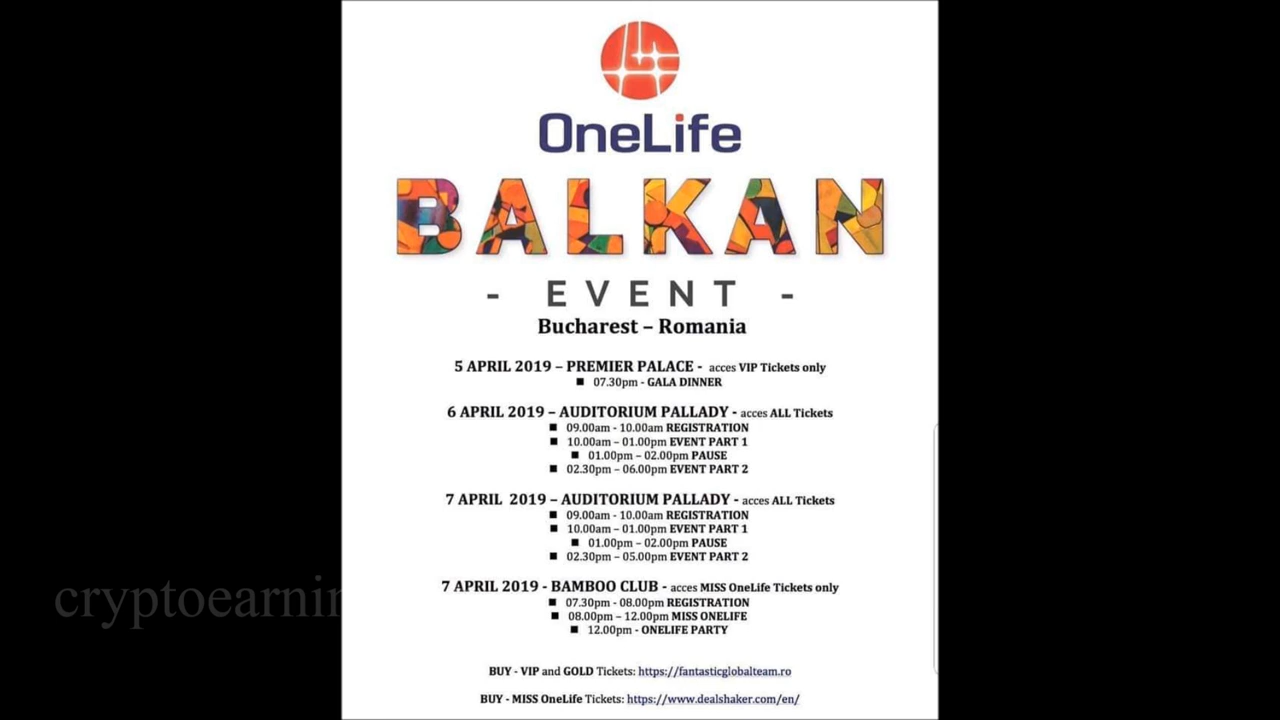 OneLife
BALKAN
- EVENT -
Bucharest – Romania
5 APRIL 2019 – PREMIER PALACE - acces VIP Tickets only
■ 07.30pm - GALA DINNER
6 APRIL 2019 – AUDITORIUM PALLADY - acces ALL Tickets
■ 09.00am - 10.00am REGISTRATION
■ 10.00am – 01.00pm EVENT PART 1
■ 01.00pm – 02.00pm PAUSE
■ 02.30pm – 06.00pm EVENT PART 2
7 APRIL 2019 – AUDITORIUM PALLADY - acces ALL Tickets
■ 09.00am - 10.00am REGISTRATION
■ 10.00am – 01.00pm EVENT PART 1
■ 01.00pm – 02.00pm PAUSE
■ 02.30pm – 05.00pm EVENT PART 2
7 APRIL 2019 - BAMBOO CLUB - acces MISS OneLife Tickets only
■ 07.30pm - 08.00pm REGISTRATION
■ 08.00pm – 12.00pm MISS ONELIFE
■ 12.00pm - ONELIFE PARTY
BUY - VIP and GOLD Tickets: https://fantasticglobalteam.ro
BUY - MISS OneLife Tickets: https://www.dealshaker.com/en/